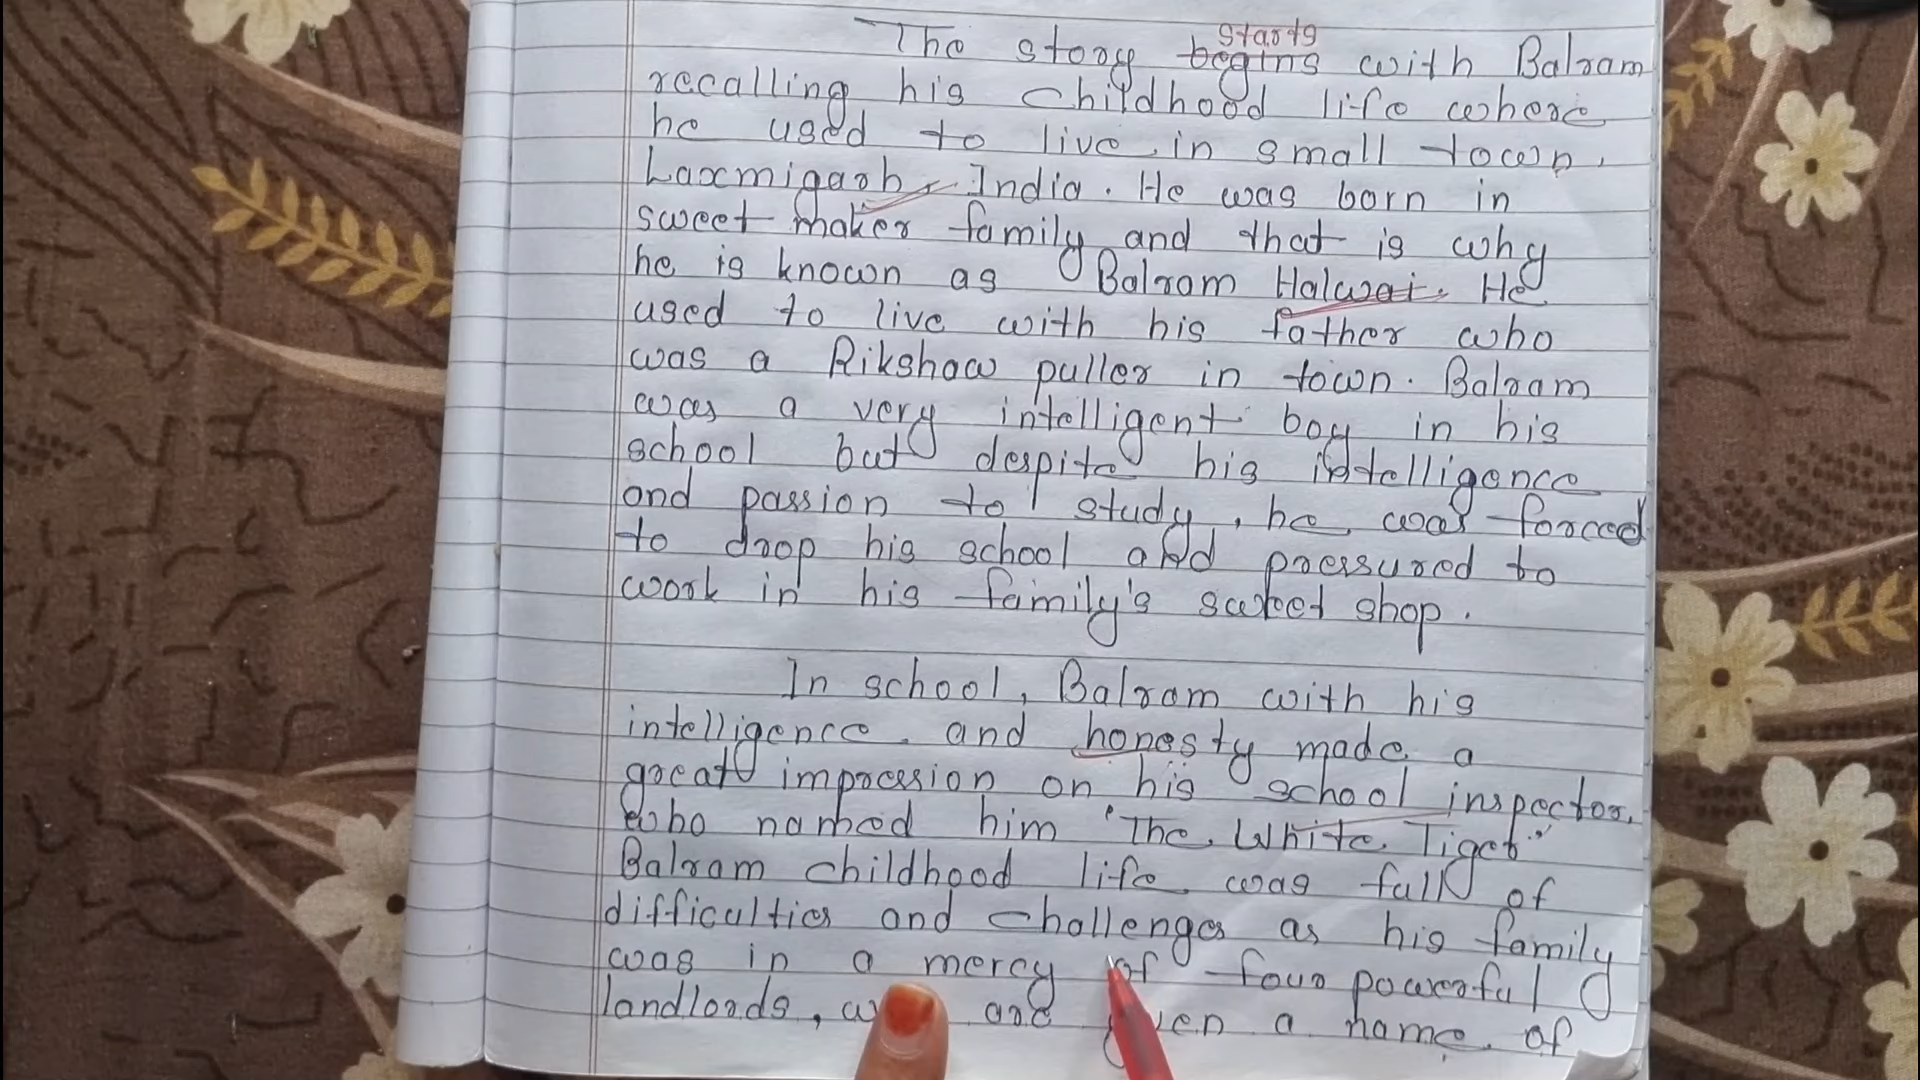 starts
The story begins with Balram
recalling his childhood life where
he used to live in small town,
Laxmigarh, India. He was born in
sweet maker family and that is why
he is known as Balram Halwai. He
used to live with his father who
was a Rikshaw puller in town. Balram
was a very intelligent boy in his
school but despite his intelligence
and passion to study, he was forced
to drop his school and pressured to
work in his family's sweet shop.
In school, Balram with his
intelligence and honesty made a
great impression on his school inspector,
who named him "The White Tiger"
Balram childhood life was full of
difficulties and challenges as his family
was in a mercy of four powerful
landlords, are a name of